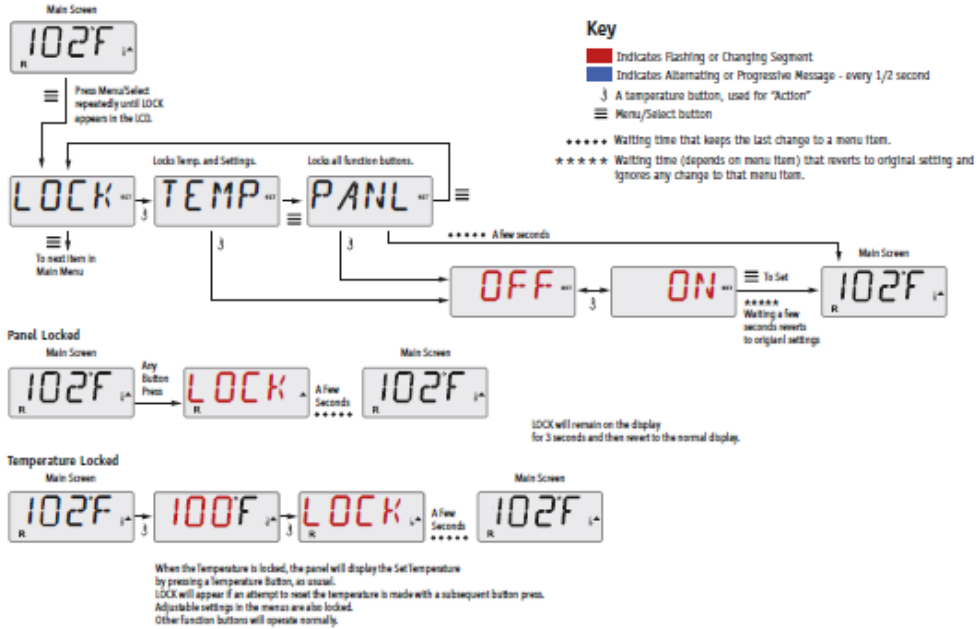 Main Screen
102°F
R
Key
Indicates Flashing or Changing Segment
Indicates Alternating or Progressive Message - every 1/2 second
A temperature button, used for "Action"
Menu/Select button
Waiting time that keeps the last change to a menu item.
Waiting time (depends on menu item) that reverts to original setting and
ignores any change to that menu item.
Press Menu/Select
repeatedly until LOCK
appears in the LCD.
Locks Temp. and Settings.
Locks all function buttons.
LOCK
TEMP
PANL
To next item in
Main Menu
A few seconds
Main Screen
OFF
ON
To Set
102°F
R
Waiting a few
seconds reverts
to origianl settings
Panel Locked
Main Screen
102°F
R
Any
Button
Press
LOCK
R
A Few
Seconds
Main Screen
102°F
R
LOCK will remain on the display
for 3 seconds and then revert to the normal display.
Temperature Locked
Main Screen
102°F
R
100°F
LOCK
R
A Few
Seconds
Main Screen
102°F
R
When the Temperature is locked, the panel will display the Set Temperature
by pressing a Temperature Button, as ususal.
LOCK will appear if an attempt to reset the temperature is made with a subsequent button press.
Adjustable settings in the menus are also locked.
Other function buttons will operate normally.